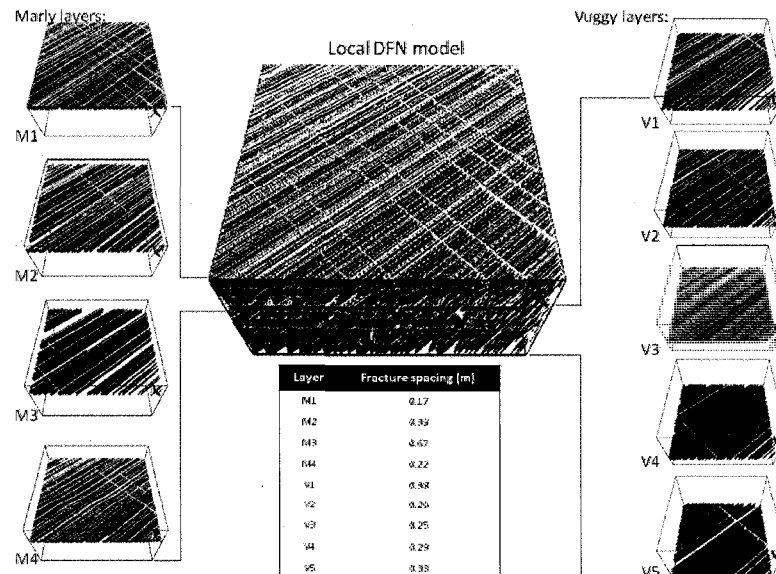 Marly layers:
Vuggy layers:
Local DFN model
M1
M2
M3
M4
V1
V2
V3
V4
V5
Layer Fracture spacing (m)
M1 0.17
M2
M3 0.67
M4 0.22
V1
V2
V3 0.25
V4 0.29
V5 0.33